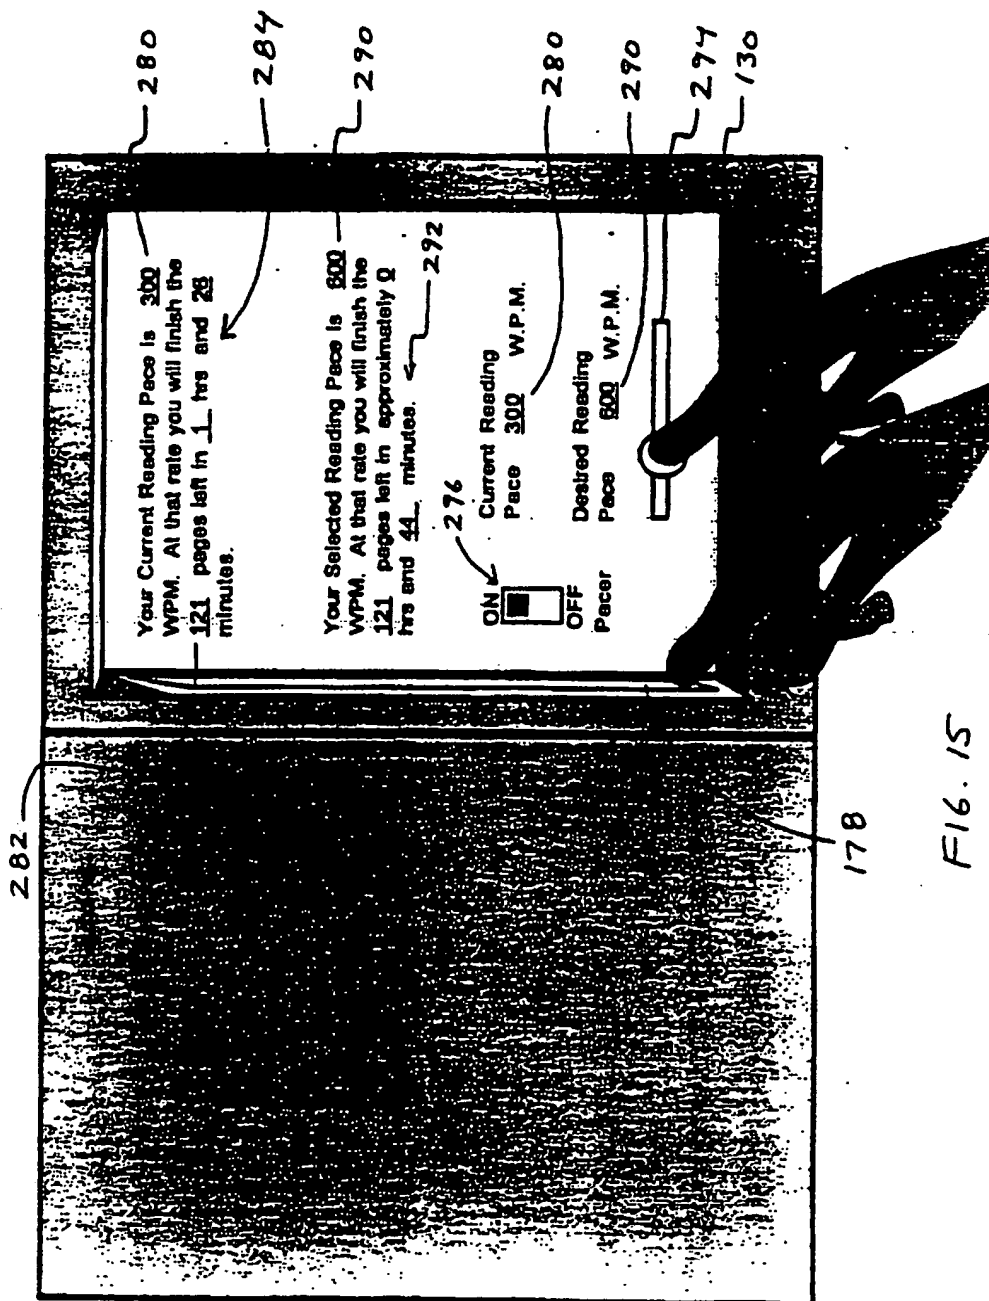 Your Current Reading Pace is 300
WPM. At that rate you will finish the
121 pages left in 1 hrs and 28
minutes.
Your Selected Reading Pace is 600
WPM. At that rate you will finish the
121 pages left in approximately 0
hrs and 44 minutes.
ON
OFF
Pacer
Current Reading
Pace 300 W.P.M.
Desired Reading
Pace 600 W.P.M.
280
284
290
292
296
280
290
294
130
282
178
FIG. 15